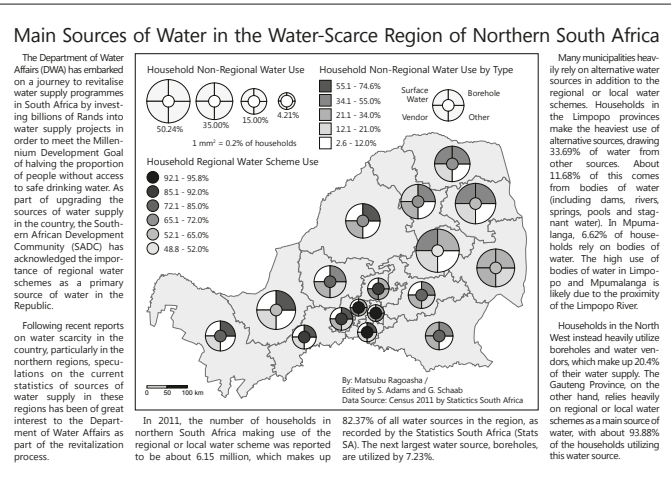 Main Sources of Water in the Water-Scarce Region of Northern South Africa
The Department of Water
Affairs (DWA) has embarked
on a journey to revitalise
water supply programmes
in South Africa by invest-
ing billions of Rands into
water supply projects in
order to meet the Millen-
nium Development Goal
of halving the proportion
of people without access
to safe drinking water. As
part of upgrading the
sources of water supply
in the country, the South-
ern African Development
Community (SADC) has
acknowledged the impor-
tance of regional water
schemes as a primary
source of water in the
Republic.
Following recent reports
on water scarcity in the
country, particularly in the
northern regions, specu-
lations on the current
statistics of sources of
water supply in these
regions has been of great
interest to the Depart-
ment of Water Affairs as
part of the revitalization
process.
Household Non-Regional Water Use
50.24%
35.00%
15.00%
4.21%
1 mm² = 0.2% of households
Household Regional Water Scheme Use
92.1 - 95.8%
85.1 - 92.0%
72.1 - 85.0%
65.1 - 72.0%
52.1 - 65.0%
48.8 - 52.0%
Household Non-Regional Water Use by Type
55.1 - 74.6%
34.1 - 55.0%
21.1 - 34.0%
12.1 - 21.0%
2.6 - 12.0%
Surface
Water
Borehole
Vendor
Other
0 50 100 km
By: Matsubu Ragoasha /
Edited by S. Adams and G. Schaab
Data Source: Census 2011 by Statistics South Africa
In 2011, the number of households in
northern South Africa making use of the
regional or local water scheme was reported
to be about 6.15 million, which makes up
82.37% of all water sources in the region, as
recorded by the Statistics South Africa (Stats
SA). The next largest water source, boreholes,
are utilized by 7.23%.
Many municipalities heav-
ily rely on alternative water
sources in addition to the
regional or local water
schemes. Households in
the Limpopo provinces
make the heaviest use of
alternative sources, drawing
33.69% of water from
other sources. About
11.68% of this comes
from bodies of water
(including dams, rivers,
springs, pools and stag-
nant water). In Mpuma-
langa, 6.62% of house-
holds rely on bodies of
water. The high use of
bodies of water in Limpo-
po and Mpumalanga is
likely due to the proximity
of the Limpopo River.
Households in the North
West instead heavily utilize
boreholes and water ven-
dors, which make up 20.4%
of their water supply. The
Gauteng Province, on the
other hand, relies heavily
on regional or local water
schemes as a main source of
water, with about 93.88%
of the households utilizing
this water source.